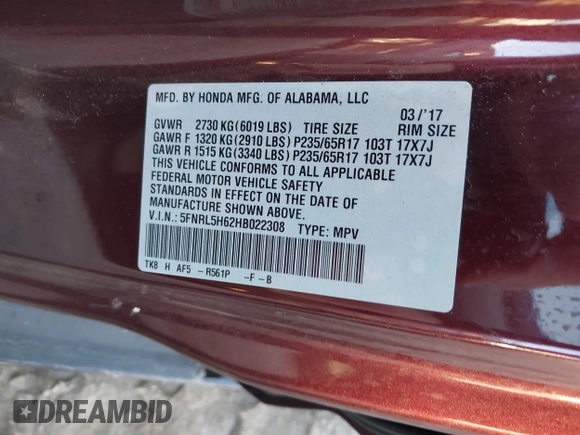 MFD. BY HONDA MFG. OF ALABAMA, LLC
03/'17
GVWR 2730 KG(6019 LBS) TIRE SIZE RIM SIZE
GAWR F 1320 KG(2910 LBS)P235/65R17 103T 17X7J
GAWR R 1515 KG(3340 LBS)P235/65R17 103T 17X7J
THIS VEHICLE CONFORMS TO ALL APPLICABLE
FEDERAL MOTOR VEHICLE SAFETY
STANDARDS IN EFFECT ON THE DATE OF
MANUFACTURE SHOWN ABOVE.
V.I.N.: 5FNRL5H62HB022308 TYPE: MPV
TK8 H AF5 -R561P -F -B
DREAMBID